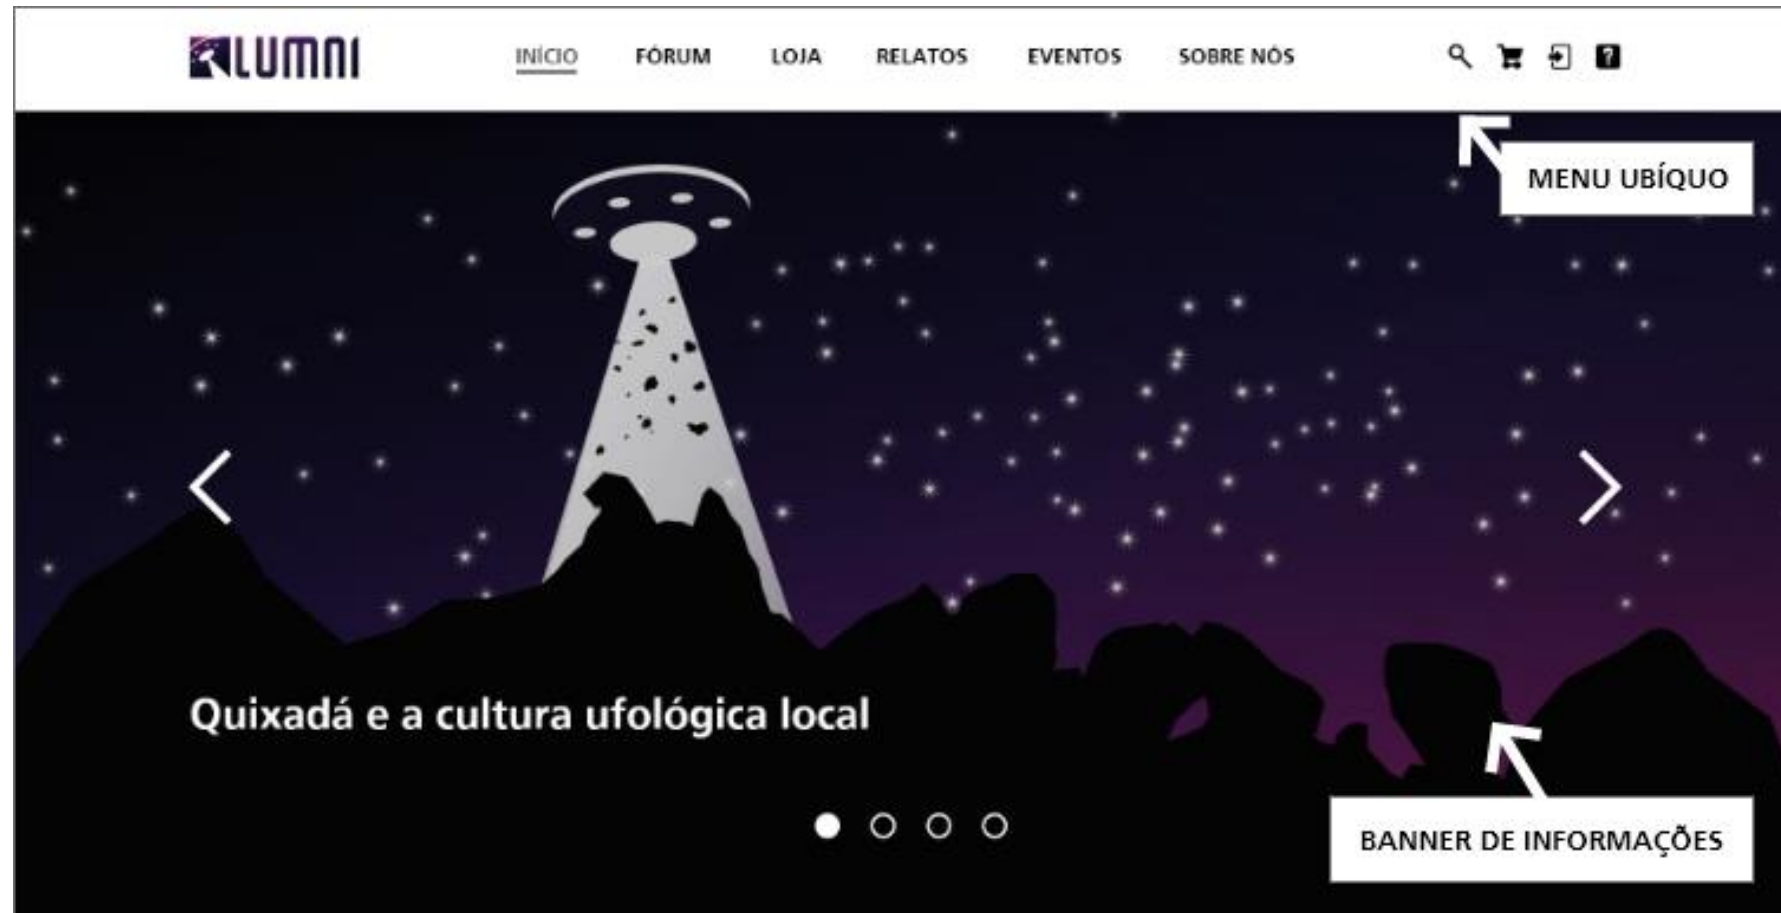 LUMNI
INÍCIO FÓRUM LOJA RELATOS EVENTOS SOBRE NÓS ?
MENU UBÍQUO
Quixadá e a cultura ufológica local
BANNER DE INFORMAÇÕES